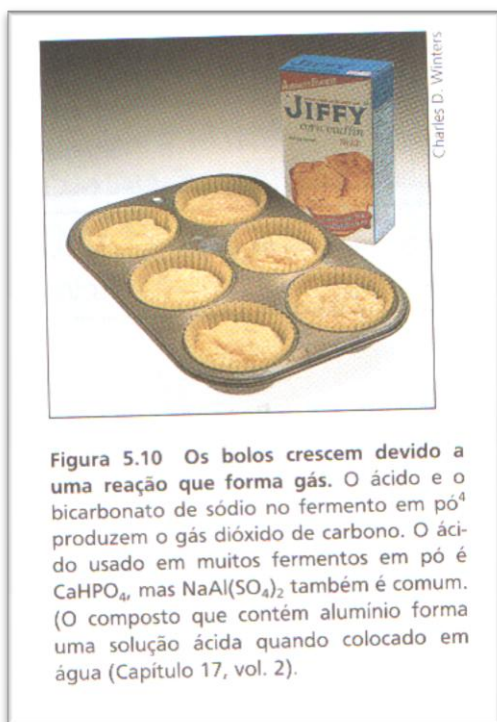 Charles D. Winters
Jiffy
JIFFY
corn muffin
Figura 5.10 Os bolos crescem devido a
uma reação que forma gás. O ácido e o
bicarbonato de sódio no fermento em pó⁴
produzem o gás dióxido de carbono. O áci-
do usado em muitos fermentos em pó é
CaHPO₄, mas NaAl(SO₄)₂ também é comum.
(O composto que contém alumínio forma
uma solução ácida quando colocado em
água (Capítulo 17, vol. 2).